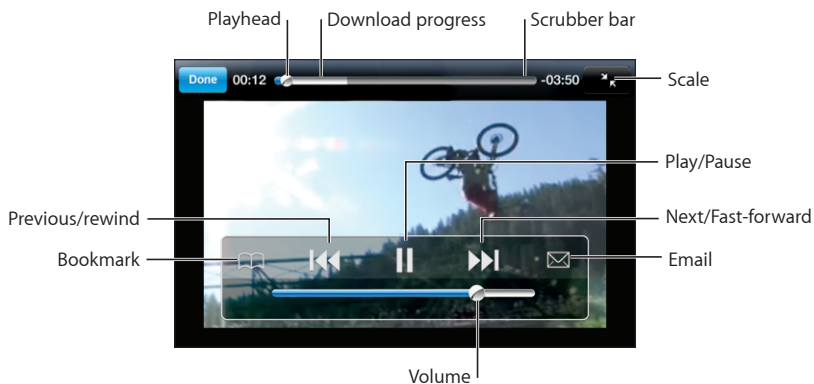 Playhead
Download progress
Scrubber bar
Done
00:12
-03:50
Scale
Play/Pause
Previous/rewind
Next/Fast-forward
Bookmark
Email
Volume